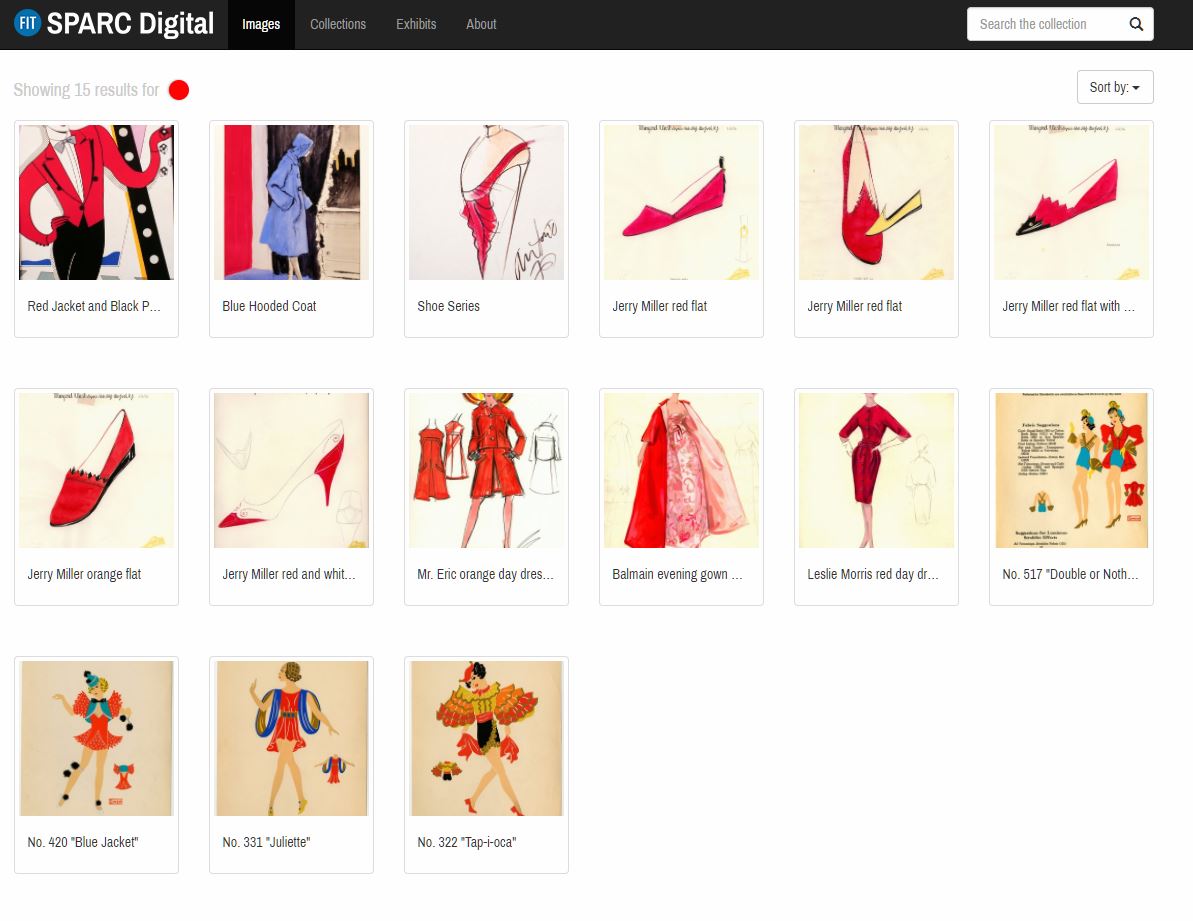 FIT SPARC Digital
Images
Collections
Exhibits
About
Search the collection
Showing 15 results for
Sort by:
Red Jacket and Black P...
Blue Hooded Coat
Shoe Series
Jerry Miller red flat
Jerry Miller red flat
Jerry Miller red flat with ...
Jerry Miller orange flat
Jerry Miller red and whit...
Mr. Eric orange day dres...
Balmain evening gown ...
Leslie Morris red day dr...
Fabric Suggestions
No. 517 "Double or Noth...
No. 420 "Blue Jacket"
No. 331 "Juliette"
No. 322 "Tap-i-oca"